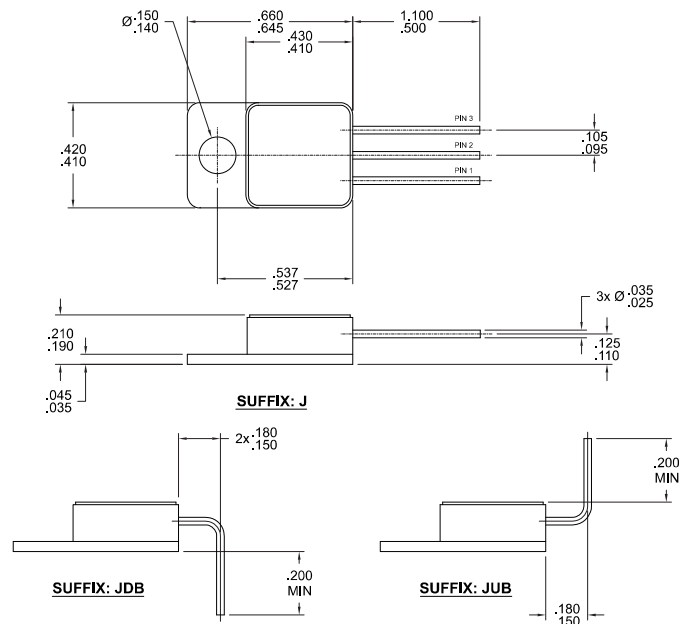 Ø .150
.140
.660
.645
1.100
.500
.430
.410
.420
.410
PIN 3
PIN 2
PIN 1
.105
.095
.537
.527
.210
.190
.045
.035
3x Ø .035
.025
.125
.110
SUFFIX: J
2x .180
.150
.200
MIN
SUFFIX: JDB
.200
MIN
SUFFIX: JUB
.180
.150